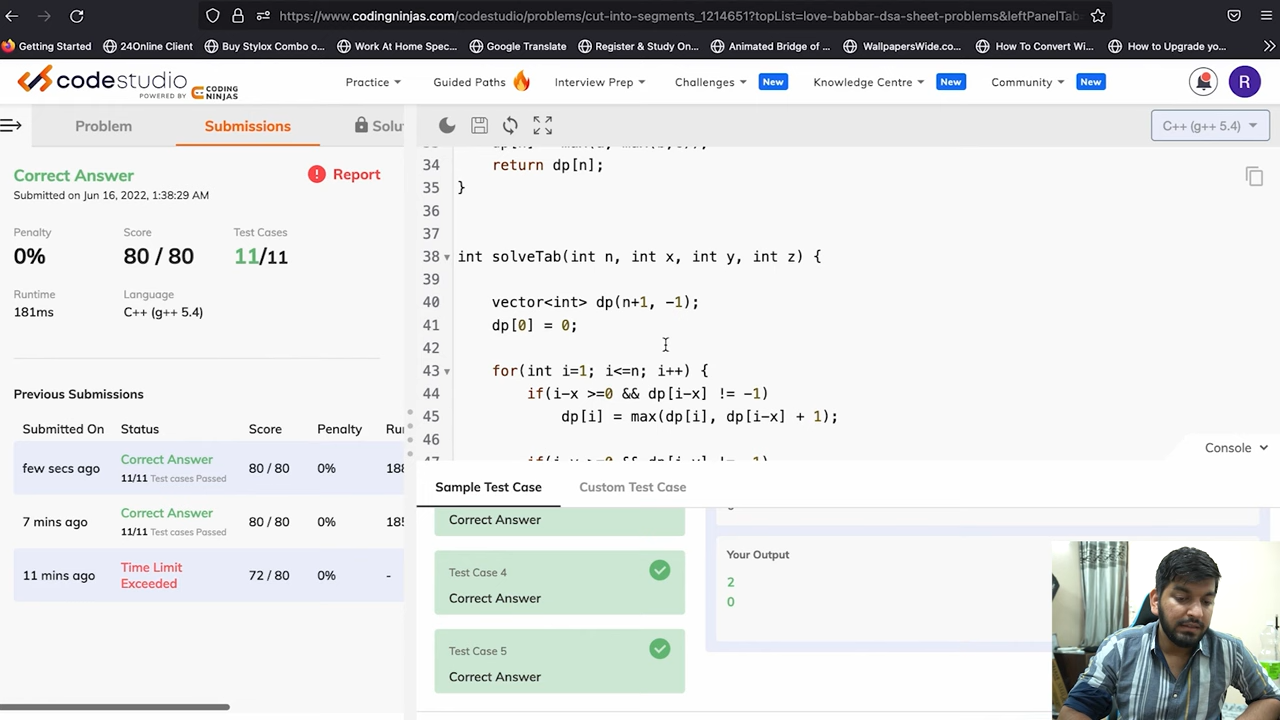 https://www.codingninjas.com/codestudio/problems/cut-into-segments_1214651?topList=love-babbar-dsa-sheet-problems&leftPanelTab
Getting Started
24Online Client
Buy Stylox Combo o...
Work At Home Spec...
Google Translate
Register & Study On...
Animated Bridge of ...
WallpapersWide.co...
How To Convert Wi...
How to Upgrade yo...
codestudio
POWERED BY CODING NINJAS
Practice
Guided Paths
Interview Prep
Challenges
New
Knowledge Centre
New
Community
New
R
Problem
Submissions
Solu
C++ (g++ 5.4)
Correct Answer
Report
Submitted on Jun 16, 2022, 1:38:29 AM
Penalty
Score
Test Cases
0%
80 / 80
11/11
Runtime
Language
181ms
C++ (g++ 5.4)
Previous Submissions
Submitted On
Status
Score
Penalty
Ru
few secs ago
Correct Answer
11/11 Test cases Passed
80 / 80
0%
188
7 mins ago
Correct Answer
11/11 Test cases Passed
80 / 80
0%
185
11 mins ago
Time Limit
Exceeded
72 / 80
0%
-
34 return dp[n];
35 }
36
37
38 int solveTab(int n, int x, int y, int z) {
39
40 vector<int> dp(n+1, -1);
41 dp[0] = 0;
42
43 for(int i=1; i<=n; i++) {
44 if(i-x >=0 && dp[i-x] != -1)
45 dp[i] = max(dp[i], dp[i-x] + 1);
46
Console
Sample Test Case
Custom Test Case
Correct Answer
Test Case 4
Correct Answer
Test Case 5
Correct Answer
Your Output
2
0